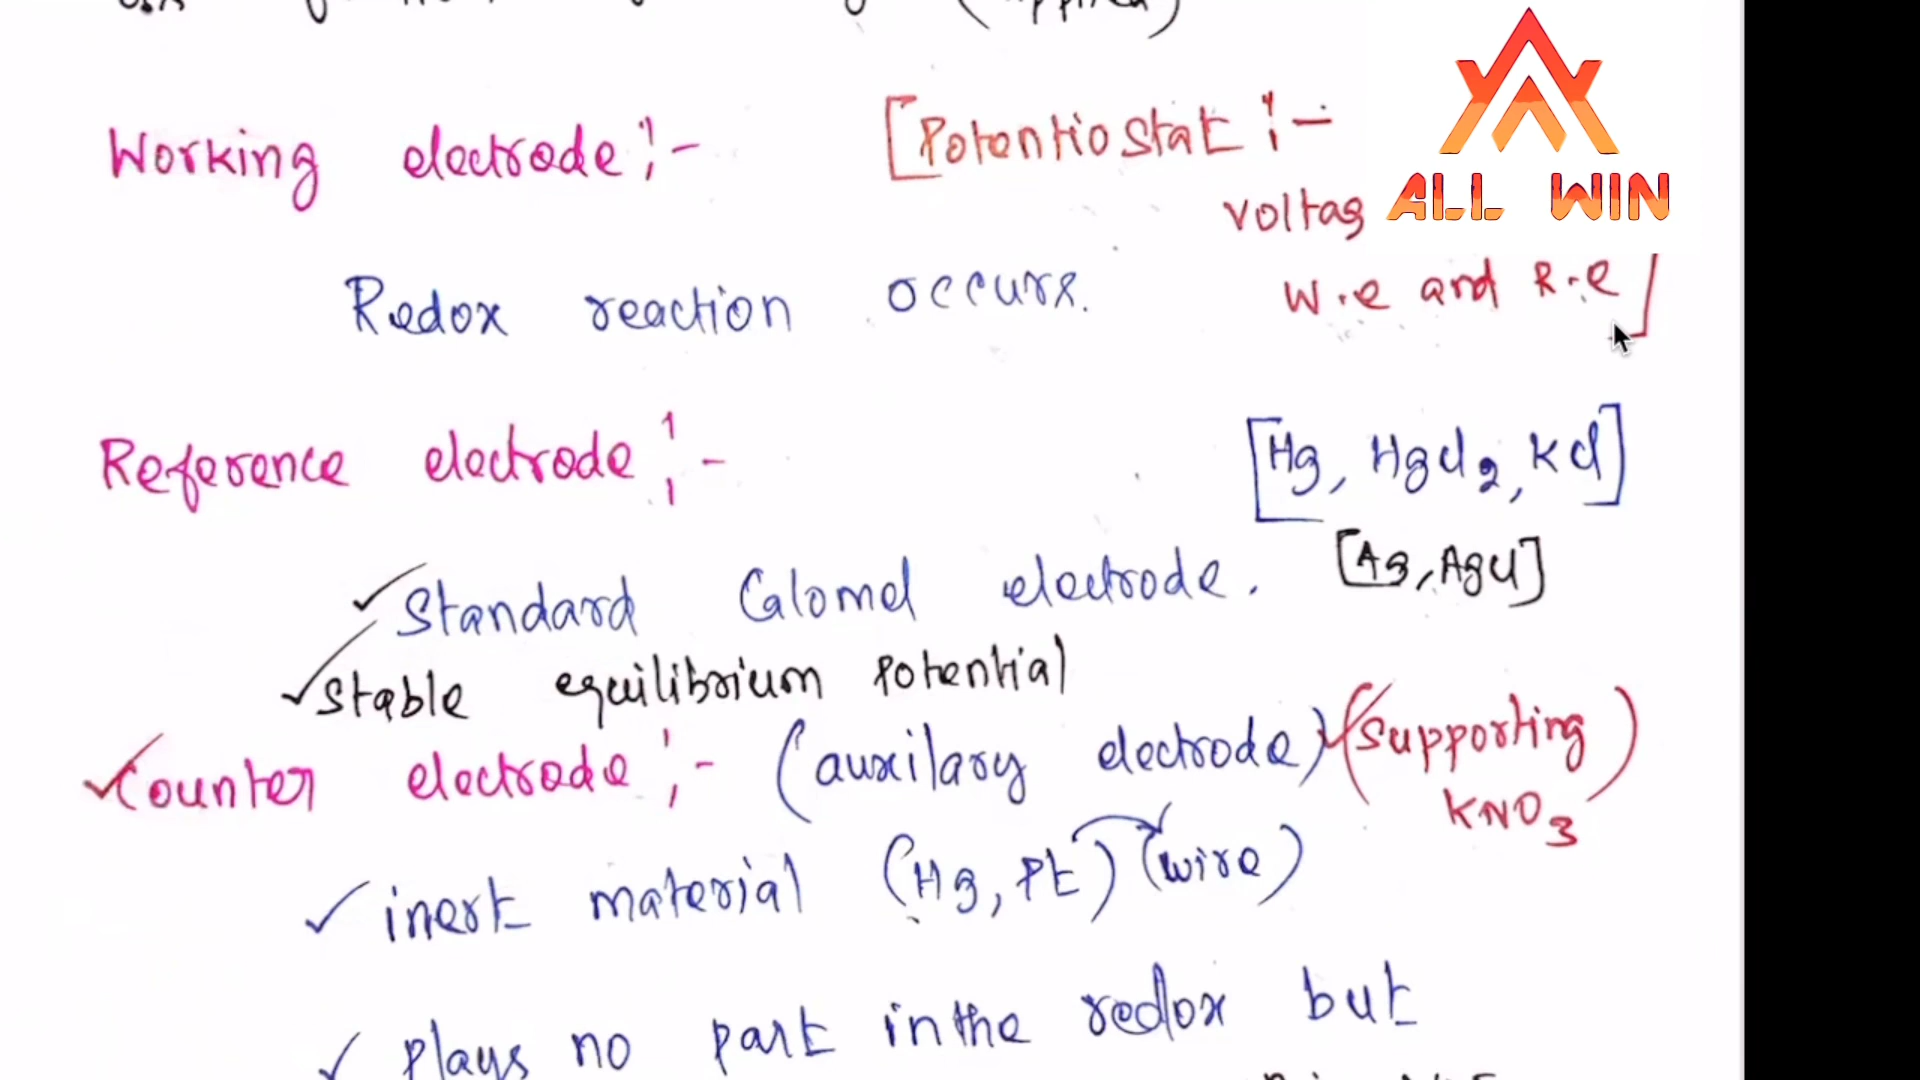 (applied)
Working electrode :- [Potentiostat :-
voltag
ALL WIN
Redox reaction occurs. W.e and R.e]
Reference electrode :- [Hg, HgCl2, KCl]
Standard Calomel electrode. [Ag, AgCl]
Stable equilibrium Potential
Counter electrode :- (auxilary electrode) (Supporting)
KNO3
inert material (Hg, Pt) (wire)
Plays no part in the redox but